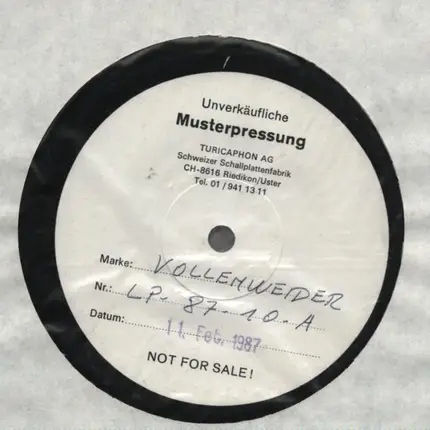 Unverkäufliche
Musterpressung
TURICAPHON AG
Schweizer Schallplattenfabrik
CH-8616 Riedikon/Uster
Tel. 01 / 941 13 11
Marke: VOLLENWEIDER
Nr.: LP-87-10-A
Datum: 11. Feb. 1987
NOT FOR SALE!